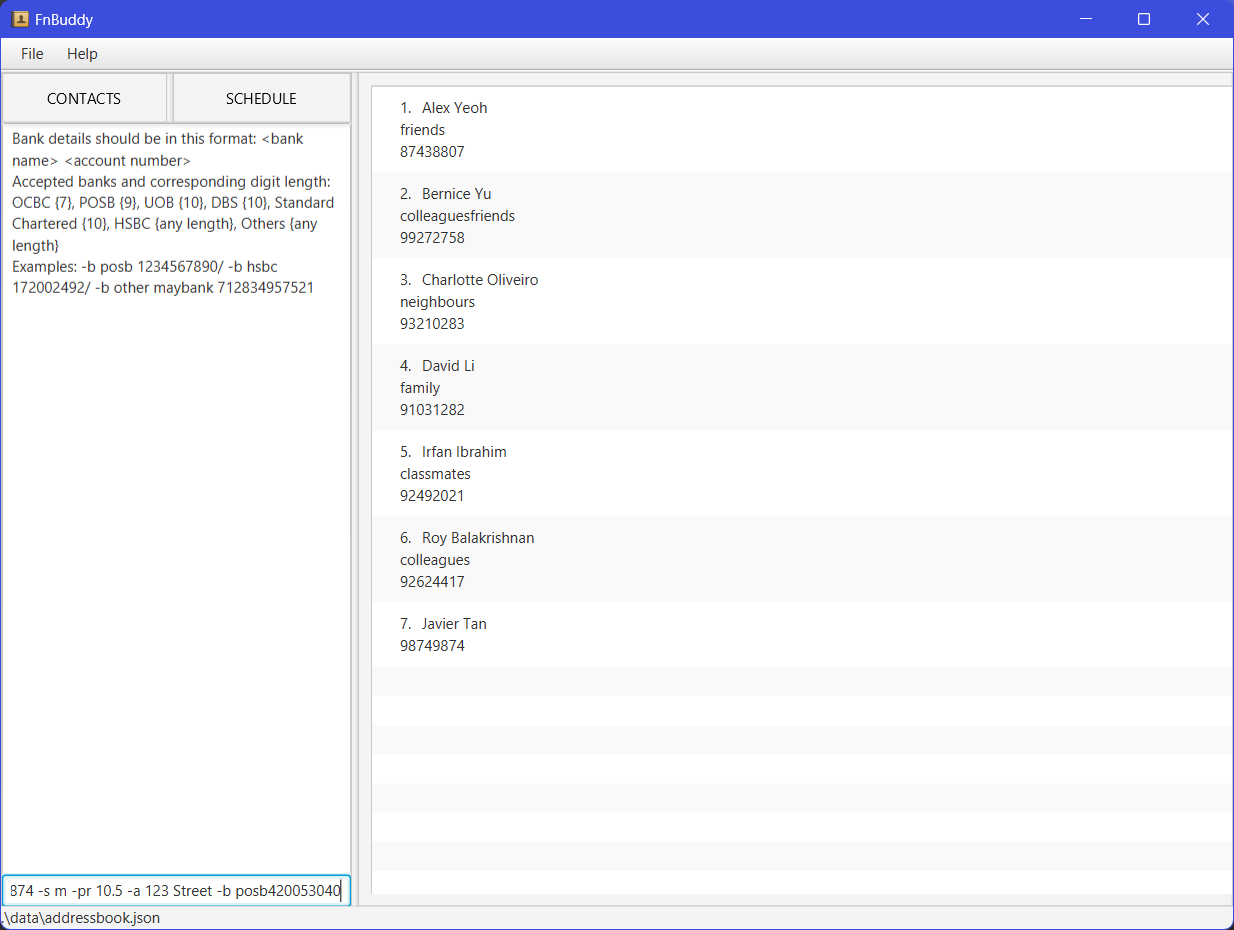 FnBuddy
File Help
CONTACTS SCHEDULE
Bank details should be in this format: <bank
name> <account number>
Accepted banks and corresponding digit length:
OCBC {7}, POSB {9}, UOB {10}, DBS {10}, Standard
Chartered {10}, HSBC {any length}, Others {any
length}
Examples: -b posb 1234567890/ -b hsbc
172002492/ -b other maybank 712834957521
874 -s m -pr 10.5 -a 123 Street -b posb420053040
1. Alex Yeoh
friends
87438807
2. Bernice Yu
colleaguesfriends
99272758
3. Charlotte Oliveiro
neighbours
93210283
4. David Li
family
91031282
5. Irfan Ibrahim
classmates
92492021
6. Roy Balakrishnan
colleagues
92624417
7. Javier Tan
98749874
.\data\addressbook.json